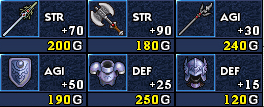 STR STR AGI
+70 +90 +30
200G 180G 240G
AGI DEF DEF
+50 +25 +15
190G 250G 120G